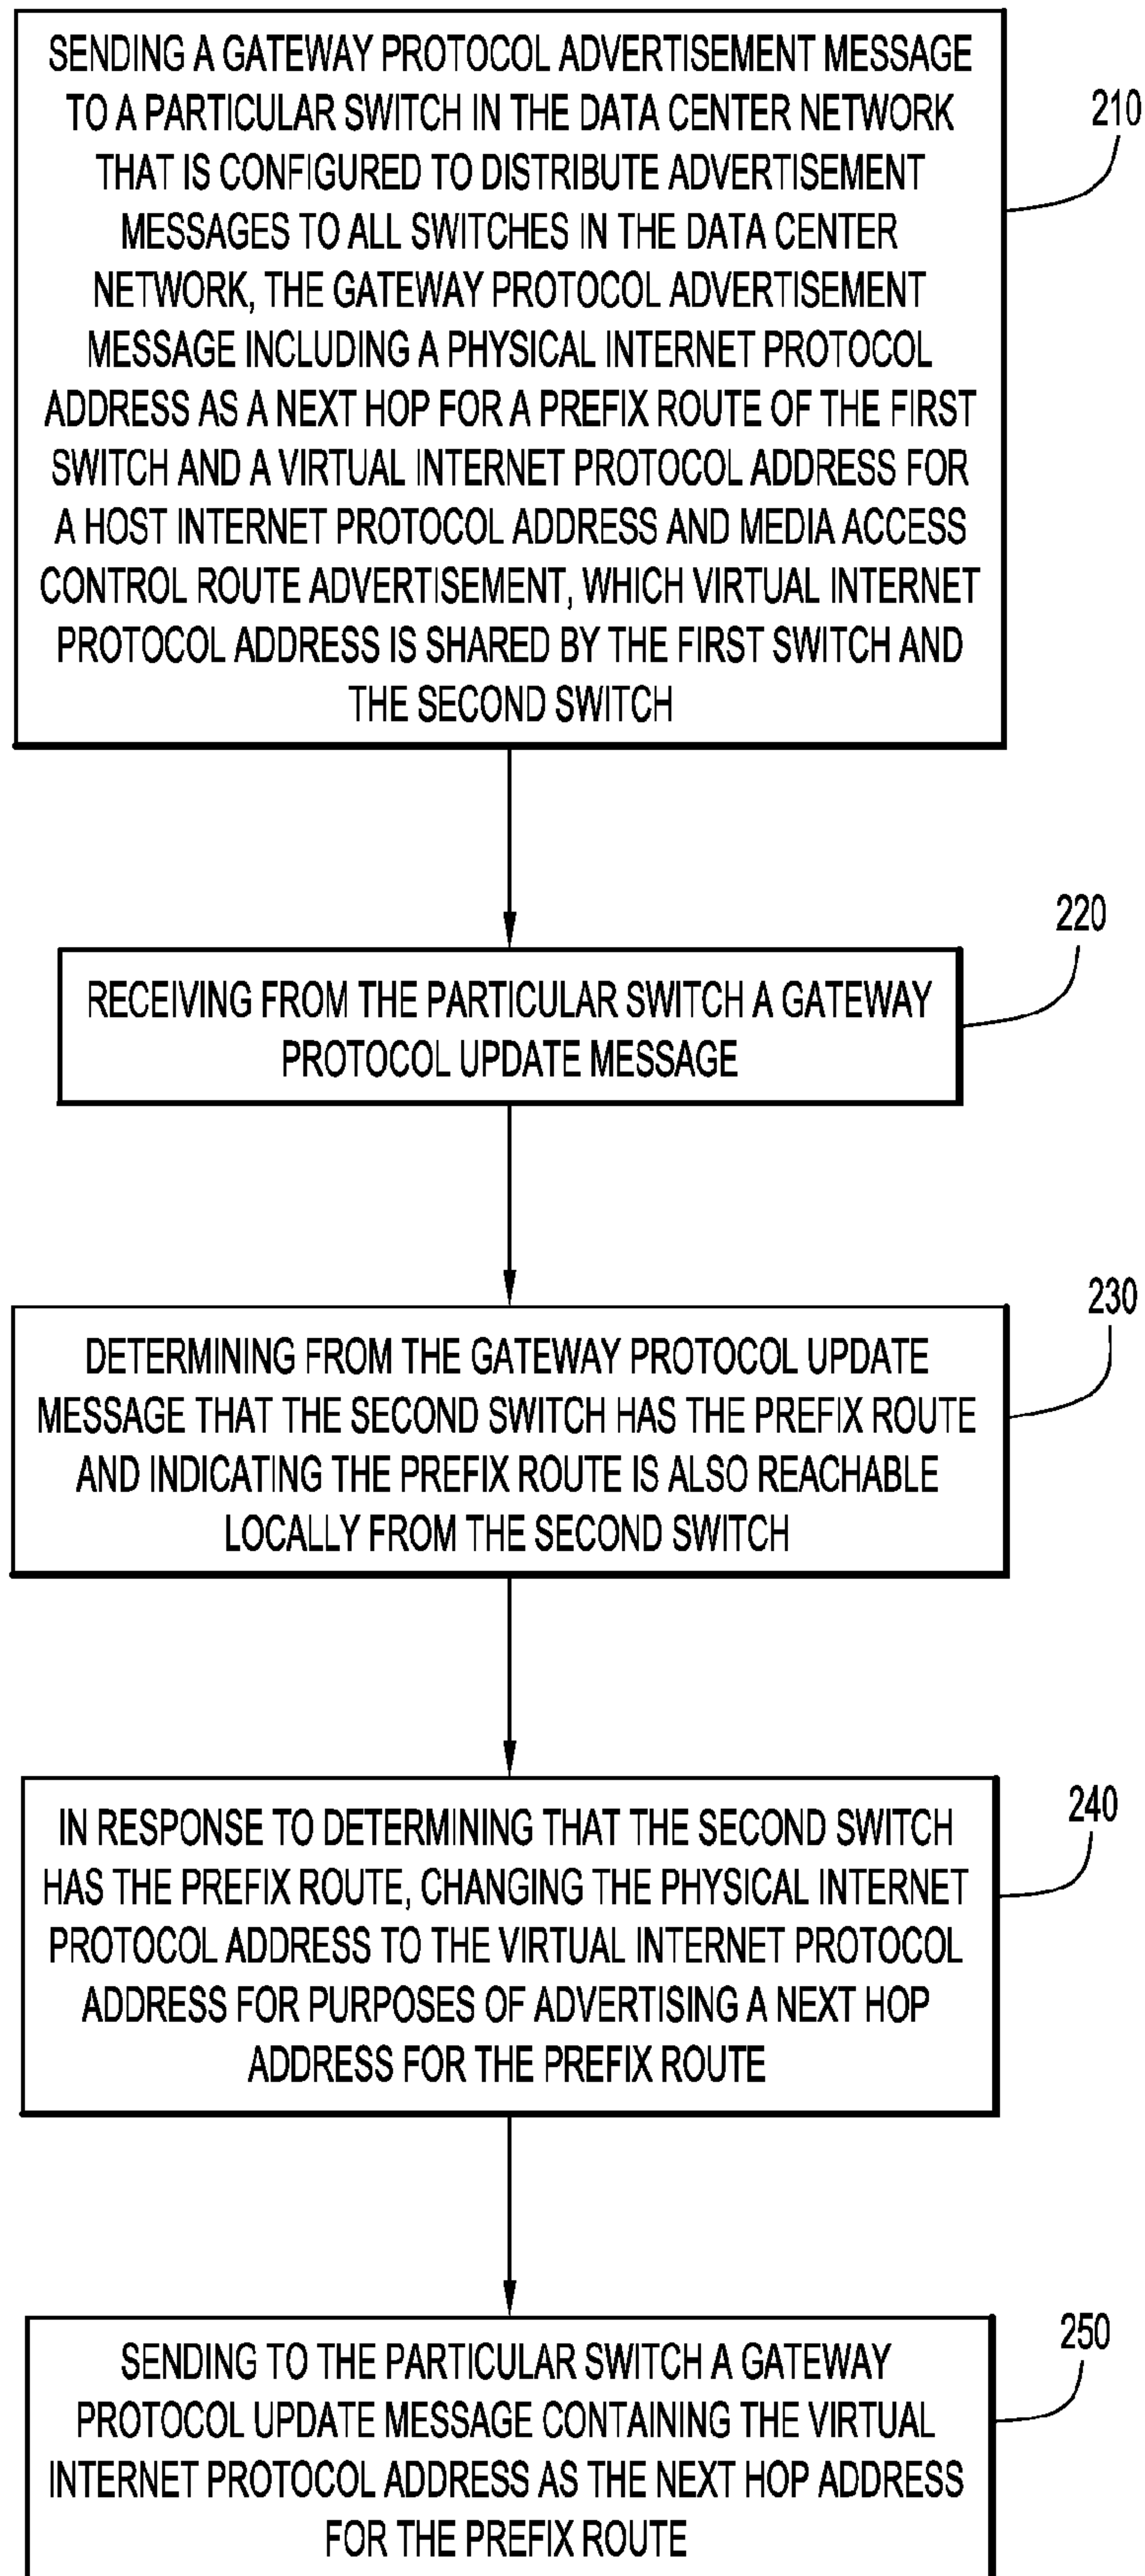 SENDING A GATEWAY PROTOCOL ADVERTISEMENT MESSAGE
TO A PARTICULAR SWITCH IN THE DATA CENTER NETWORK
THAT IS CONFIGURED TO DISTRIBUTE ADVERTISEMENT
MESSAGES TO ALL SWITCHES IN THE DATA CENTER
NETWORK, THE GATEWAY PROTOCOL ADVERTISEMENT
MESSAGE INCLUDING A PHYSICAL INTERNET PROTOCOL
ADDRESS AS A NEXT HOP FOR A PREFIX ROUTE OF THE FIRST
SWITCH AND A VIRTUAL INTERNET PROTOCOL ADDRESS FOR
A HOST INTERNET PROTOCOL ADDRESS AND MEDIA ACCESS
CONTROL ROUTE ADVERTISEMENT, WHICH VIRTUAL INTERNET
PROTOCOL ADDRESS IS SHARED BY THE FIRST SWITCH AND
THE SECOND SWITCH
210
RECEIVING FROM THE PARTICULAR SWITCH A GATEWAY
PROTOCOL UPDATE MESSAGE
220
DETERMINING FROM THE GATEWAY PROTOCOL UPDATE
MESSAGE THAT THE SECOND SWITCH HAS THE PREFIX ROUTE
AND INDICATING THE PREFIX ROUTE IS ALSO REACHABLE
LOCALLY FROM THE SECOND SWITCH
230
IN RESPONSE TO DETERMINING THAT THE SECOND SWITCH
HAS THE PREFIX ROUTE, CHANGING THE PHYSICAL INTERNET
PROTOCOL ADDRESS TO THE VIRTUAL INTERNET PROTOCOL
ADDRESS FOR PURPOSES OF ADVERTISING A NEXT HOP
ADDRESS FOR THE PREFIX ROUTE
240
SENDING TO THE PARTICULAR SWITCH A GATEWAY
PROTOCOL UPDATE MESSAGE CONTAINING THE VIRTUAL
INTERNET PROTOCOL ADDRESS AS THE NEXT HOP ADDRESS
FOR THE PREFIX ROUTE
250